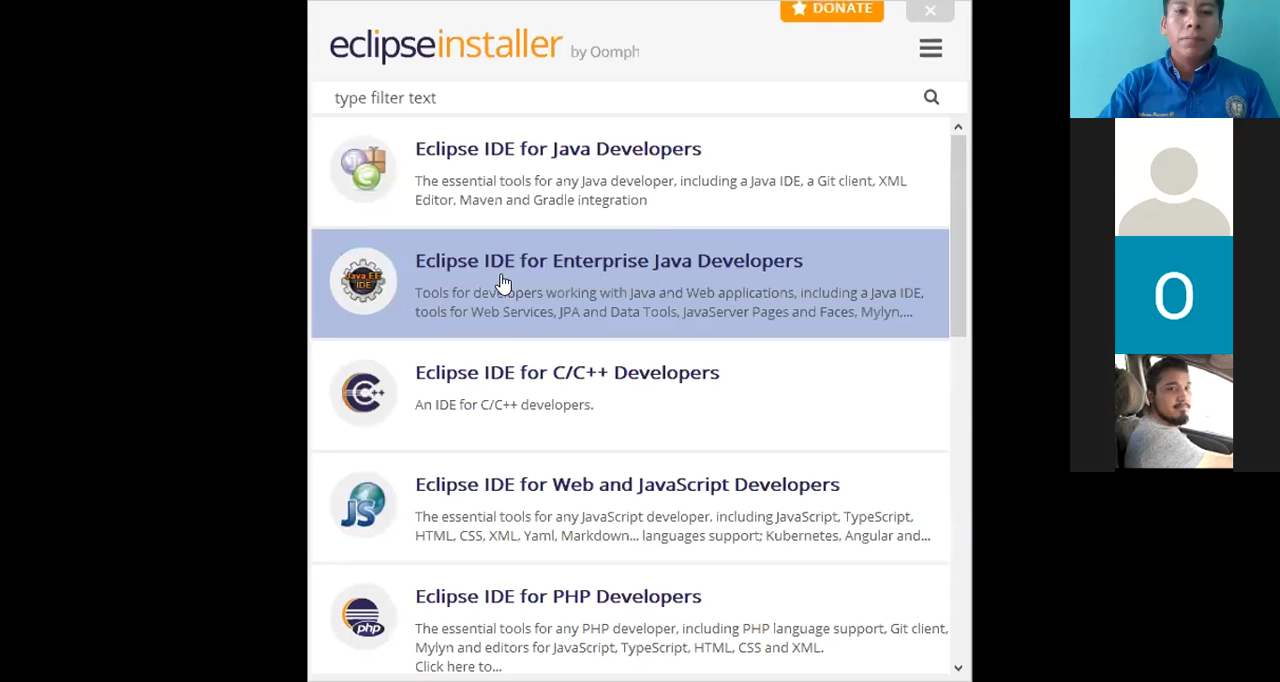 DONATE
eclipseinstaller by Oomph
type filter text
Eclipse IDE for Java Developers
The essential tools for any Java developer, including a Java IDE, a Git client, XML
Editor, Maven and Gradle integration
Java EE
IDE
Eclipse IDE for Enterprise Java Developers
Tools for developers working with Java and Web applications, including a Java IDE,
tools for Web Services, JPA and Data Tools, JavaServer Pages and Faces, Mylyn,...
C++
Eclipse IDE for C/C++ Developers
An IDE for C/C++ developers.
JS
Eclipse IDE for Web and JavaScript Developers
The essential tools for any JavaScript developer, including JavaScript, TypeScript,
HTML, CSS, XML, Yaml, Markdown... languages support; Kubernetes, Angular and...
php
Eclipse IDE for PHP Developers
The essential tools for any PHP developer, including PHP language support, Git client,
Mylyn and editors for JavaScript, TypeScript, HTML, CSS and XML.
Click here to...
O